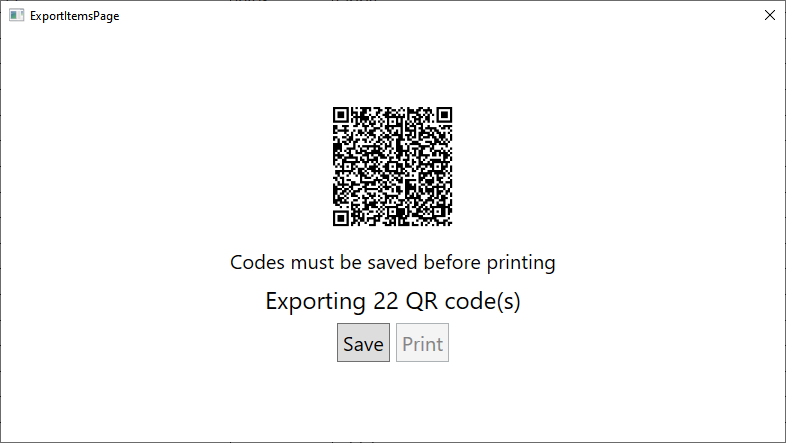 ExportItemsPage
Codes must be saved before printing
Exporting 22 QR code(s)
Save Print